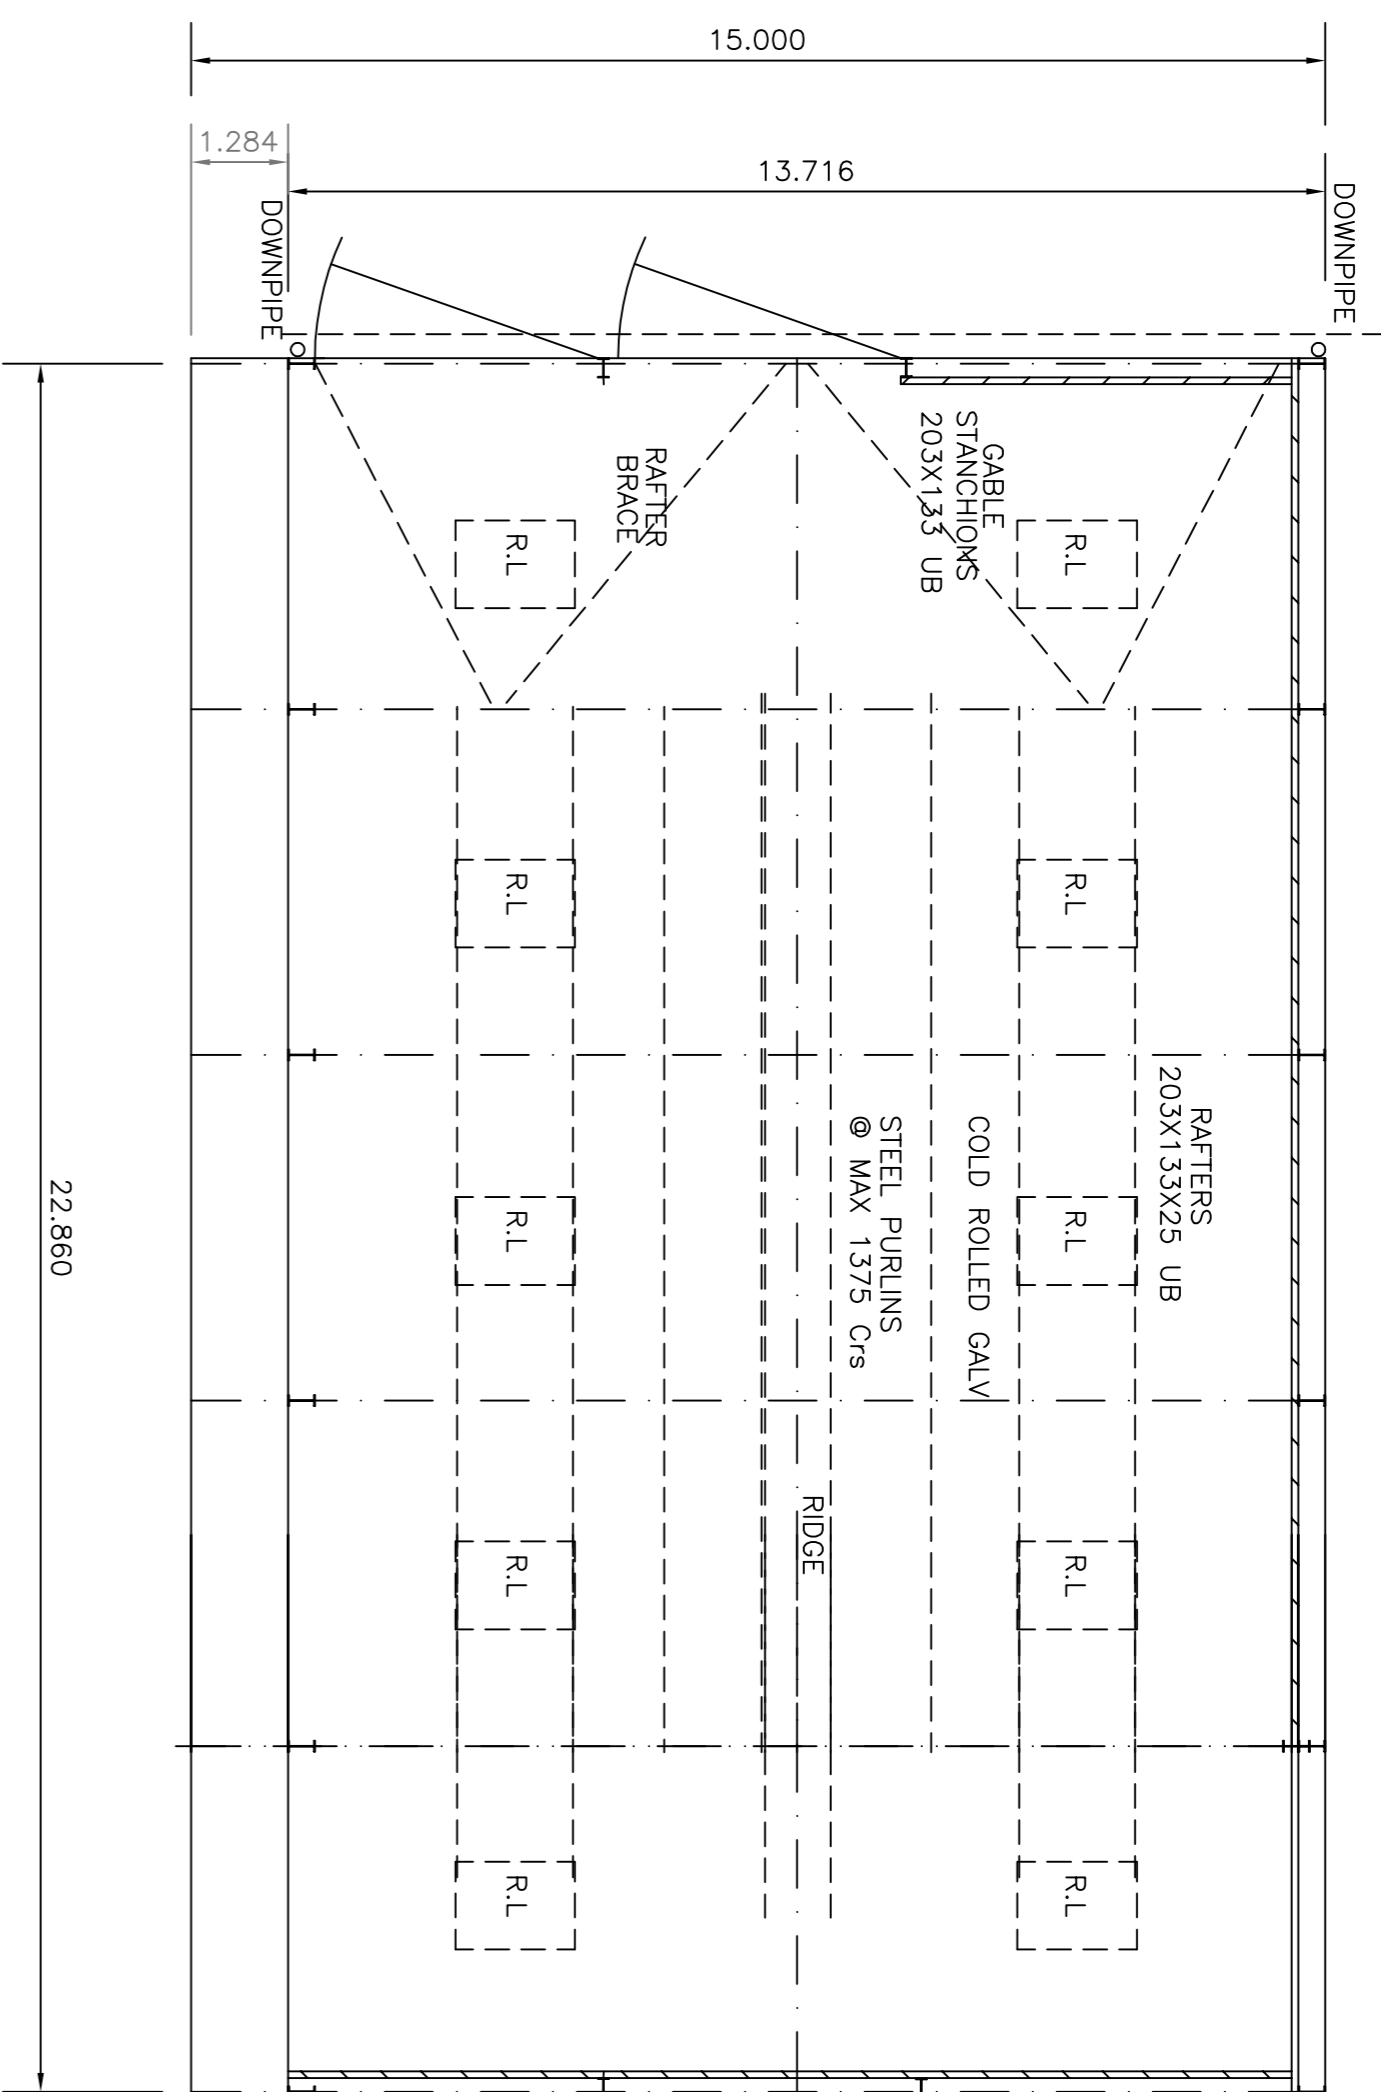 15.000
1.284
13.716
DOWNPIPE
DOWNPIPE
GABLE
STANCHIONS
203X133 UB
RAFTER
BRACE
R.L
R.L
R.L
R.L
RAFTERS
203X133X25 UB
COLD ROLLED GALV
STEEL PURLINS
@ MAX 1375 Crs
R.L
R.L
22.860
RIDGE
R.L
R.L
R.L
R.L